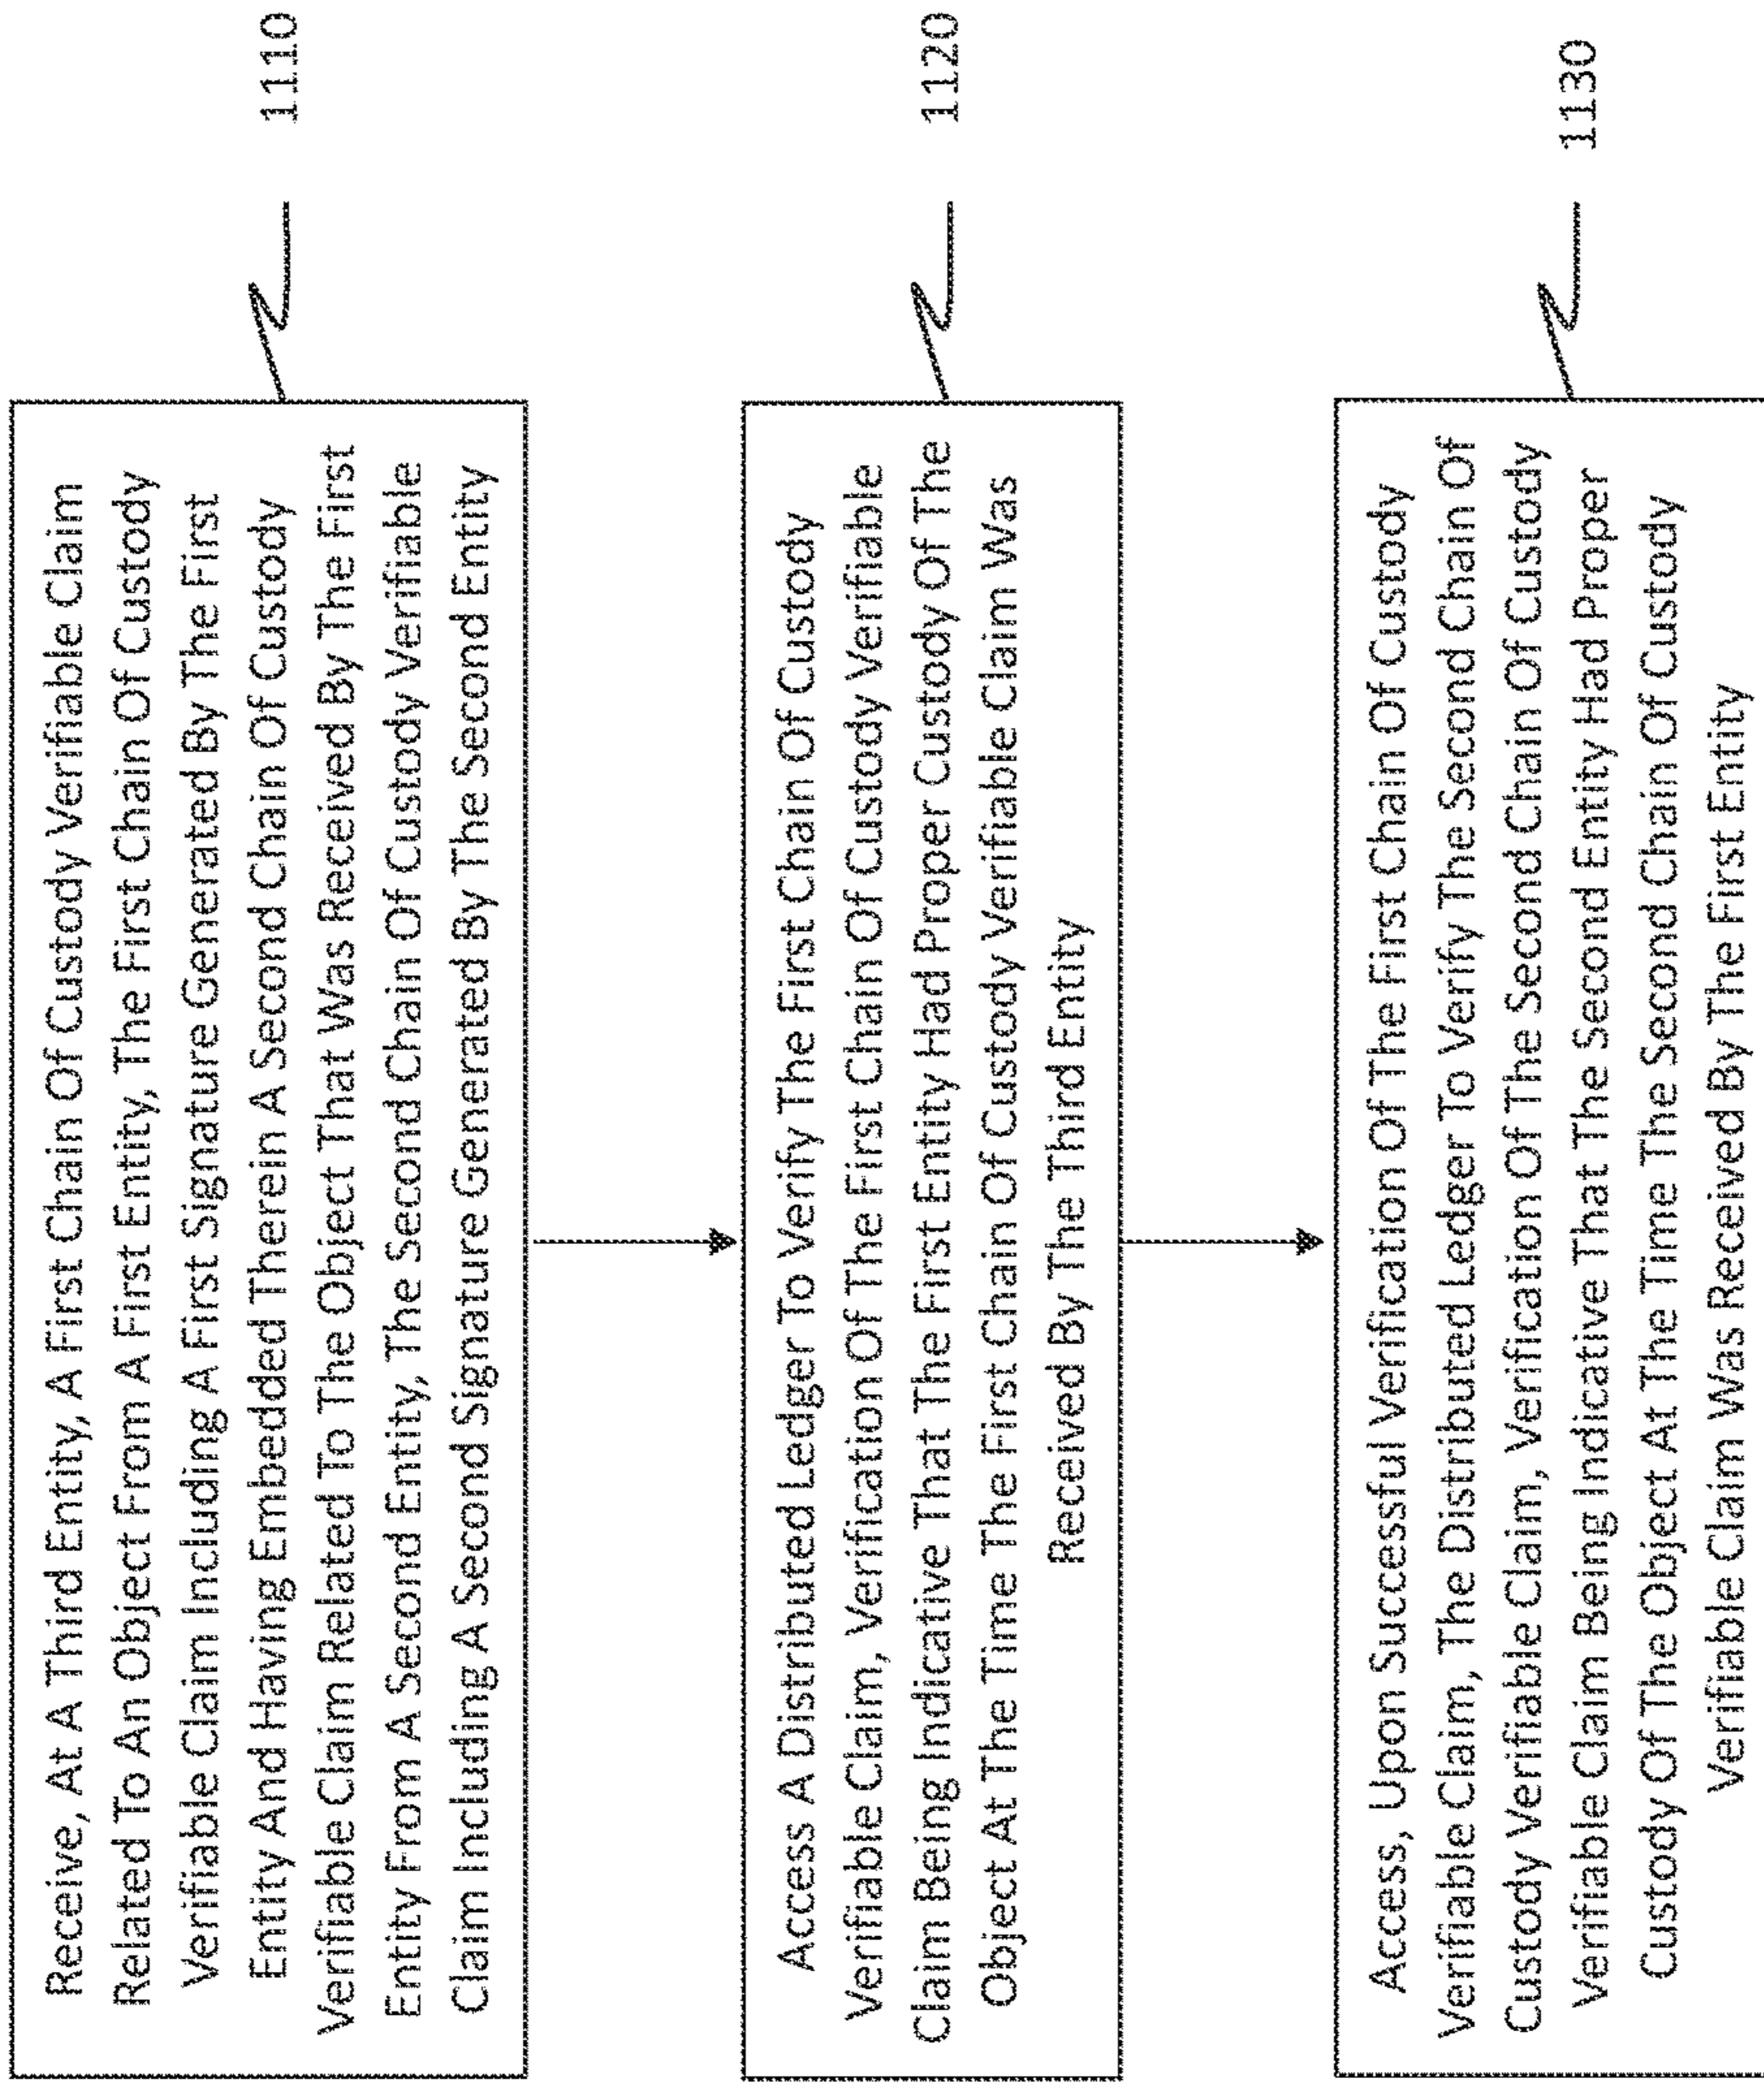 Receive, At A Third Entity, A First Chain Of Custody Verifiable Claim
Related To An Object From A First Entity, The First Chain Of Custody
Verifiable Claim Including A First Signature Generated By The First
Entity And Having Embedded Therein A Second Chain Of Custody
Verifiable Claim Related To The Object That Was Received By The First
Entity From A Second Entity, The Second Chain Of Custody Verifiable
Claim Including A Second Signature Generated By The Second Entity
1110
Access A Distributed Ledger To Verify The First Chain Of Custody
Verifiable Claim, Verification Of The First Chain Of Custody Verifiable
Claim Being Indicative That The First Entity Had Proper Custody Of The
Object At The Time The First Chain Of Custody Verifiable Claim Was
Received By The Third Entity
1120
Access, Upon Successful Verification Of The First Chain Of Custody
Verifiable Claim, The Distributed Ledger To Verify The Second Chain Of
Custody Verifiable Claim, Verification Of The Second Chain Of Custody
Verifiable Claim Being Indicative That The Second Entity Had Proper
Custody Of The Object At The Time The Second Chain Of Custody
Verifiable Claim Was Received By The First Entity
1130